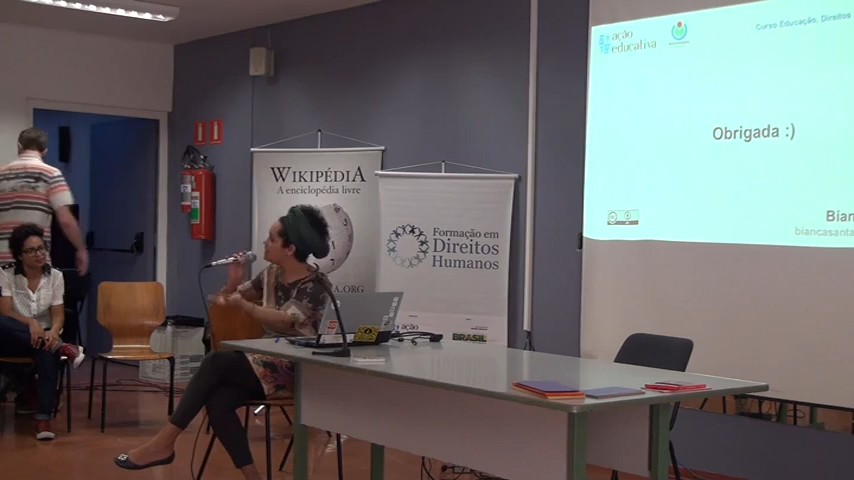 WIKIPÉDIA
A enciclopédia livre
A.ORG
Formação em
Direitos
Humanos
ação
BRASIL
ação
educativa
Curso Educação, Direitos
Obrigada :)
Bian
biancasanta